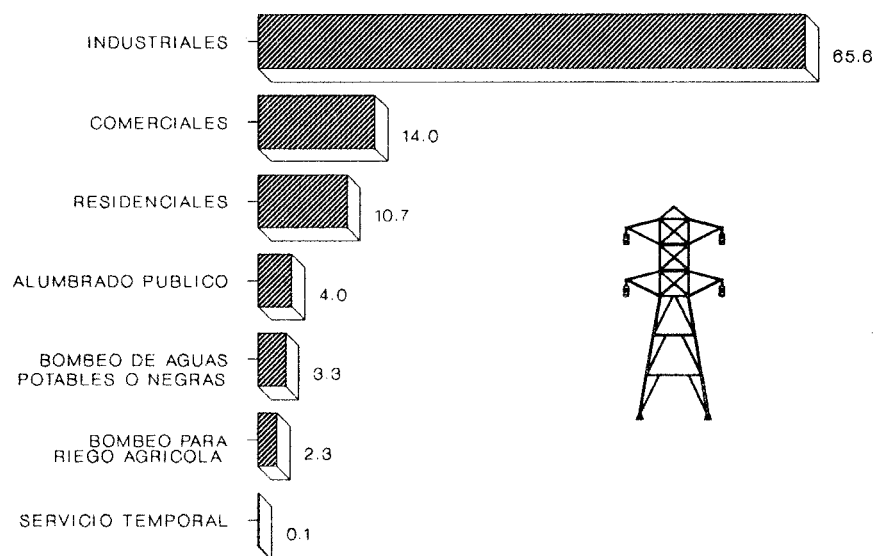 INDUSTRIALES
65.6
COMERCIALES
14.0
RESIDENCIALES
10.7
ALUMBRADO PUBLICO
4.0
BOMBEO DE AGUAS
POTABLES O NEGRAS
3.3
BOMBEO PARA
RIEGO AGRICOLA
2.3
SERVICIO TEMPORAL
0.1